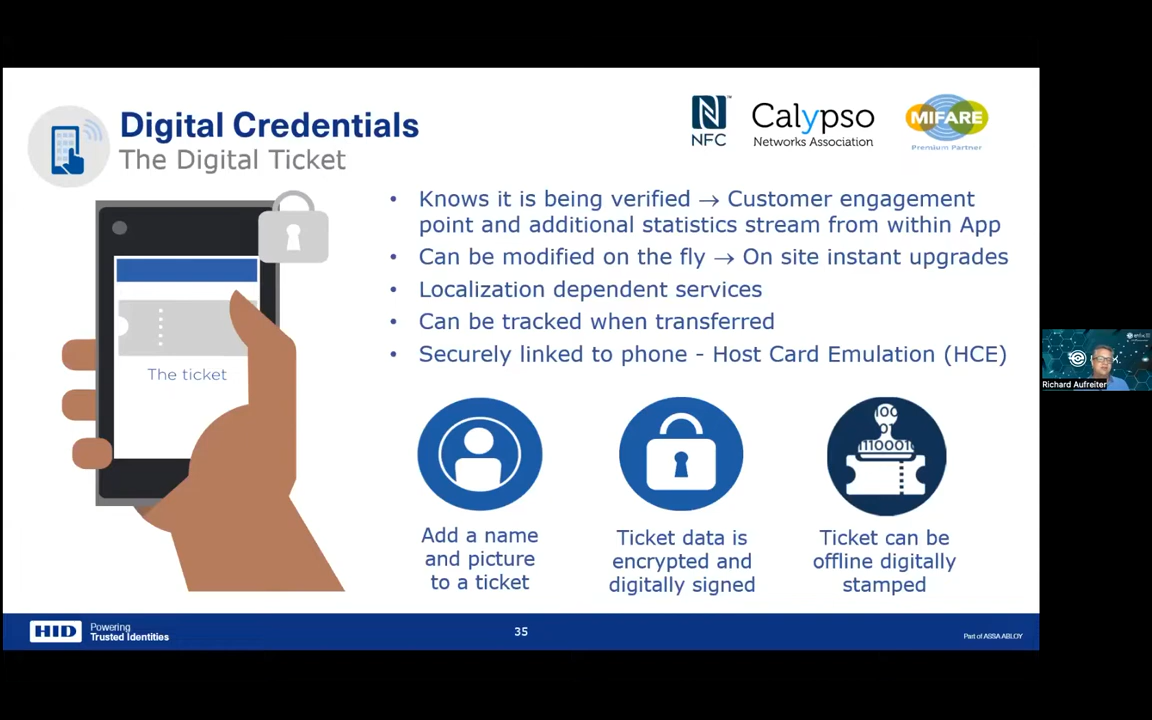 Digital Credentials
The Digital Ticket
NFC
Calypso
Networks Association
MIFARE
Premium Partner
• Knows it is being verified → Customer engagement
point and additional statistics stream from within App
• Can be modified on the fly → On site instant upgrades
• Localization dependent services
• Can be tracked when transferred
• Securely linked to phone - Host Card Emulation (HCE)
The ticket
Add a name
and picture
to a ticket
Ticket data is
encrypted and
digitally signed
Ticket can be
offline digitally
stamped
HID
Powering
Trusted Identities
35
Part of ASSA ABLOY
Richard Aufreiter